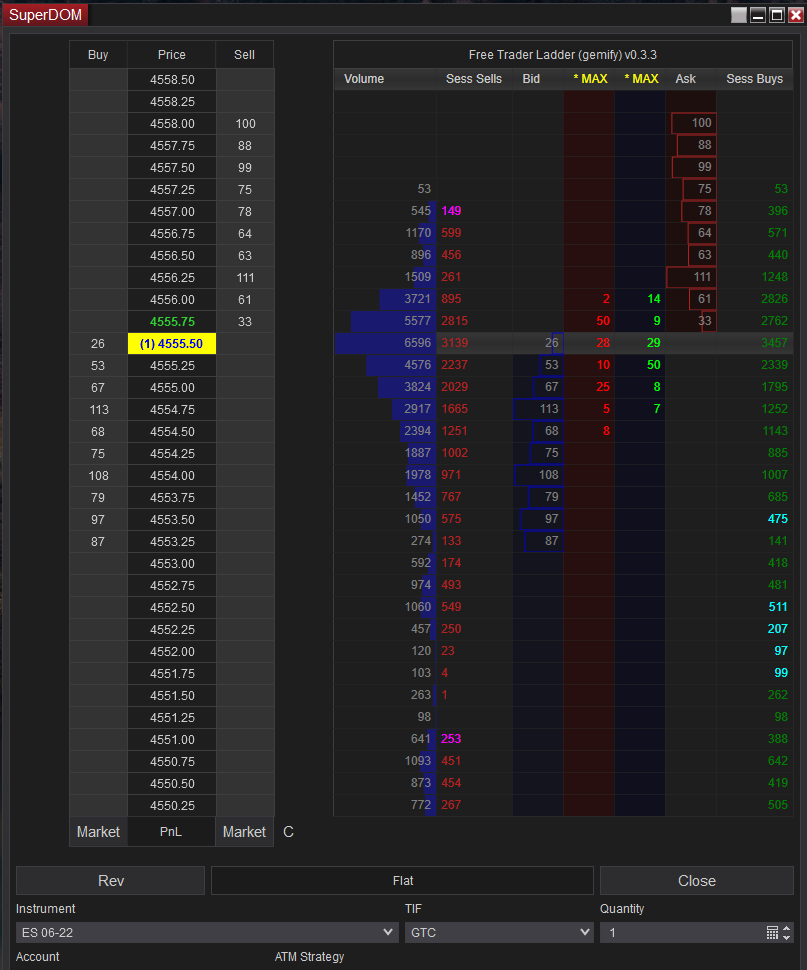 SuperDOM
Buy Price Sell Free Trader Ladder (gemify) v0.3.3
Volume Sess Sells Bid * MAX * MAX Ask Sess Buys
4558.50
4558.25
4558.00 100 100
4557.75 88 88
4557.50 99 99
4557.25 75 53 75 53
4557.00 78 545 149 78 396
4556.75 64 1170 599 64 571
4556.50 63 896 456 63 440
4556.25 111 1509 261 111 1248
4556.00 61 3721 895 2 14 61 2826
4555.75 33 5577 2815 50 9 33 2762
26 (1) 4555.50 6596 3139 26 28 29 3457
53 4555.25 4576 2237 53 10 50 2339
67 4555.00 3824 2029 67 25 8 1795
113 4554.75 2917 1665 113 5 7 1252
68 4554.50 2394 1251 68 8 1143
75 4554.25 1887 1002 75 885
108 4554.00 1978 971 108 1007
79 4553.75 1452 767 79 685
97 4553.50 1050 575 97 475
87 4553.25 274 133 87 141
4553.00 592 174 418
4552.75 974 493 481
4552.50 1060 549 511
4552.25 457 250 207
4552.00 120 23 97
4551.75 103 4 99
4551.50 263 1 262
4551.25 98 98
4551.00 641 253 388
4550.75 1093 451 642
4550.50 873 454 419
4550.25 772 267 505
Market PnL Market C
Rev Flat Close
Instrument TIF Quantity
ES 06-22 GTC 1
Account ATM Strategy